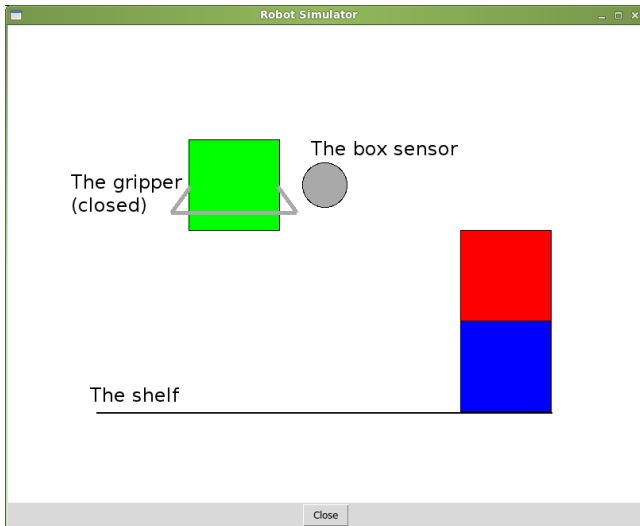 Robot Simulator
The box sensor
The gripper
(closed)
The shelf
Close